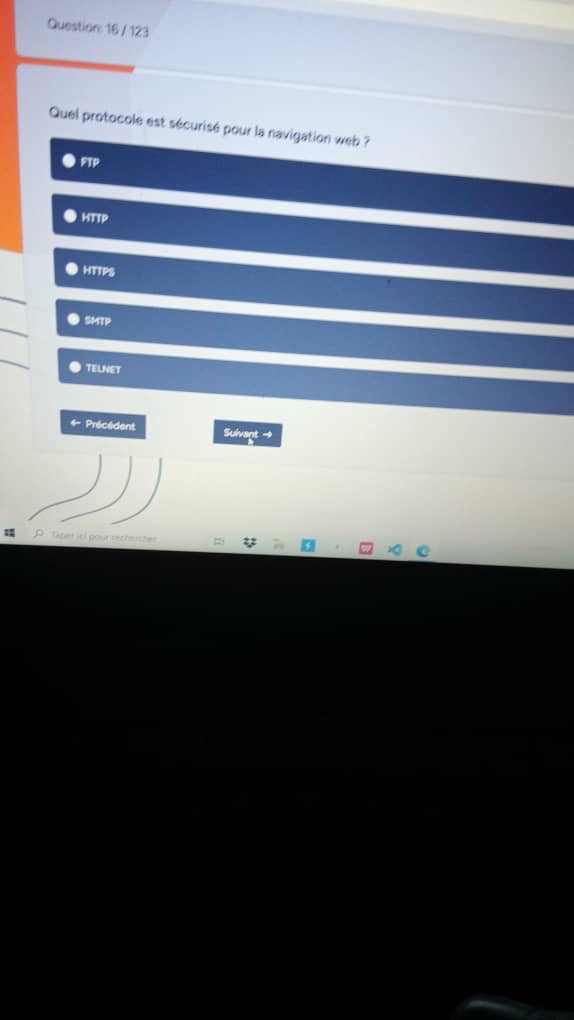 Question: 16 / 123
Quel protocole est sécurisé pour la navigation web ?
FTP
HTTP
HTTPS
SMTP
TELNET
← Précédent
Suivant →
Taper ici pour rechercher